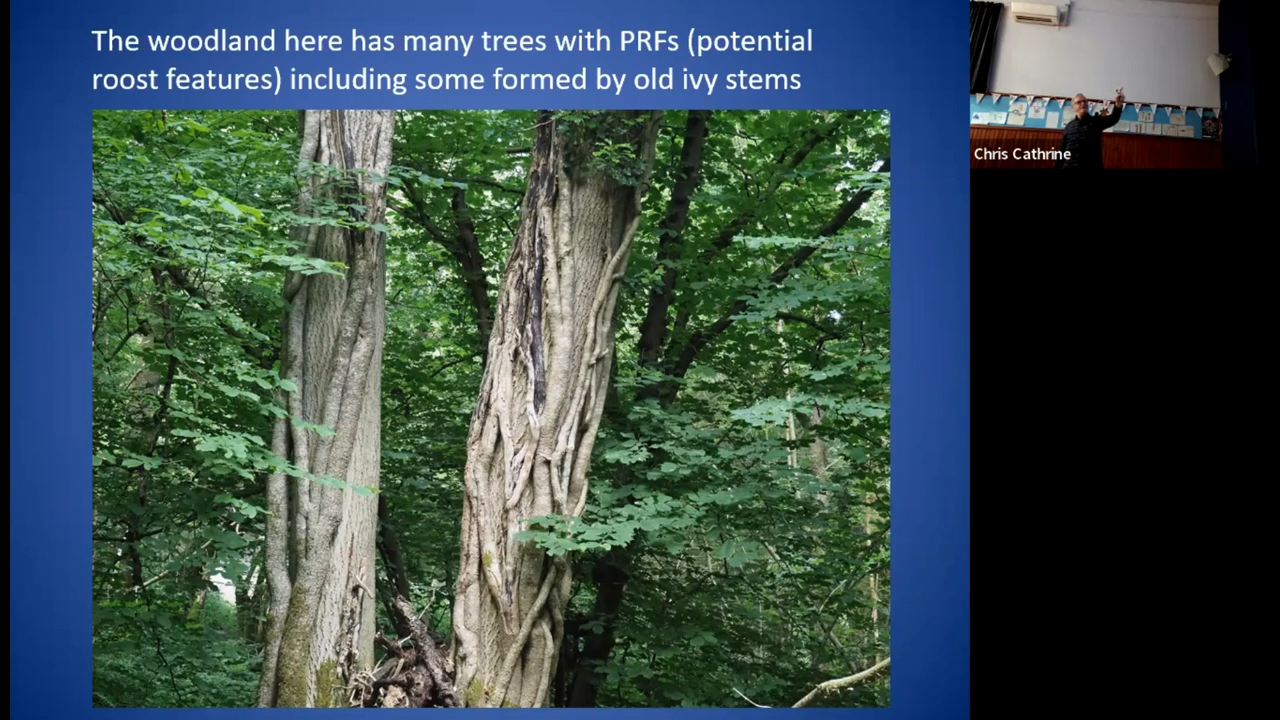 The woodland here has many trees with PRFs (potential
roost features) including some formed by old ivy stems
Chris Cathrine